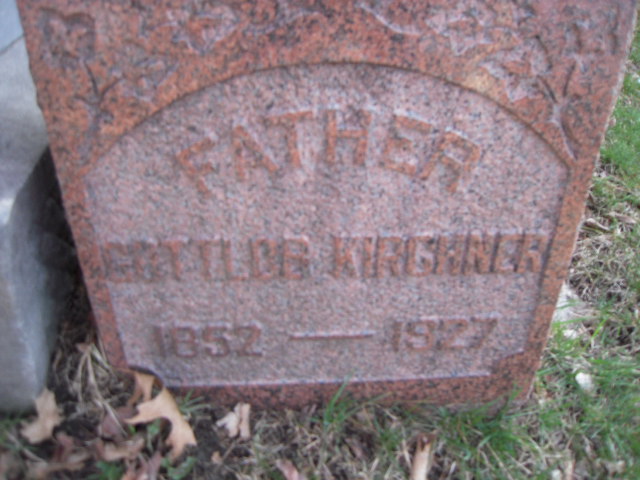 FATHER
GOTTLOB KIRCHNER
1852 — 1927